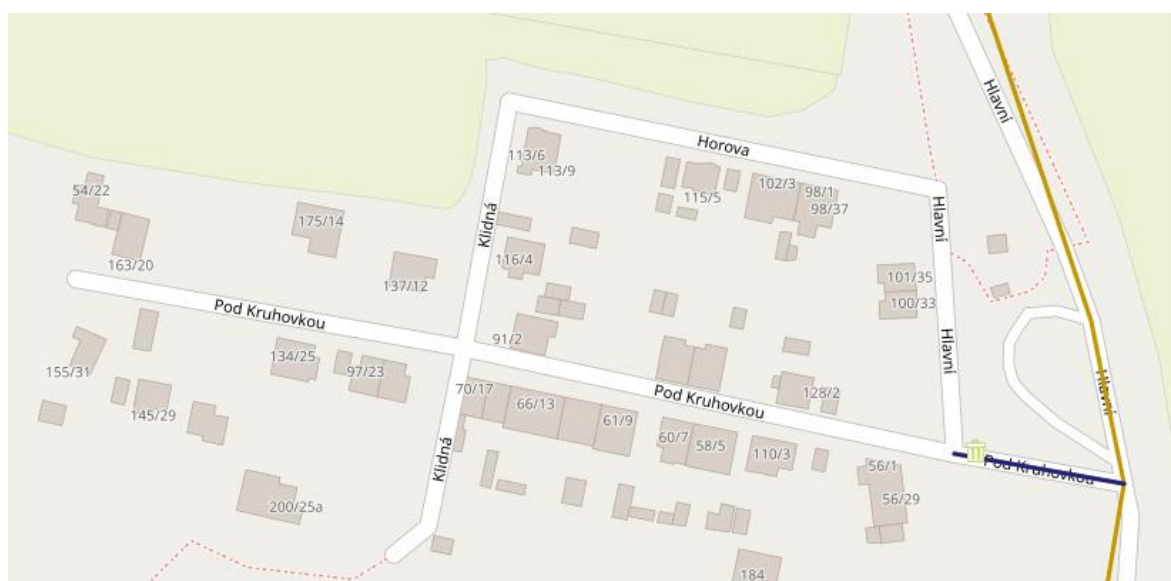 Hlavní
Horova
113/6
113/9
102/3
98/1
98/37
54/22
115/5
175/14
Klidná
Hlavní
116/4
163/20
137/12
101/35
100/33
Pod Kruhovkou
91/2
Hlavní
Hlavní
134/25
155/31
97/23
70/17
Pod Kruhovkou
128/2
66/13
145/29
61/9
60/7
58/5
Klidná
110/3
56/1
Pod Kruhovkou
56/29
200/25a
184